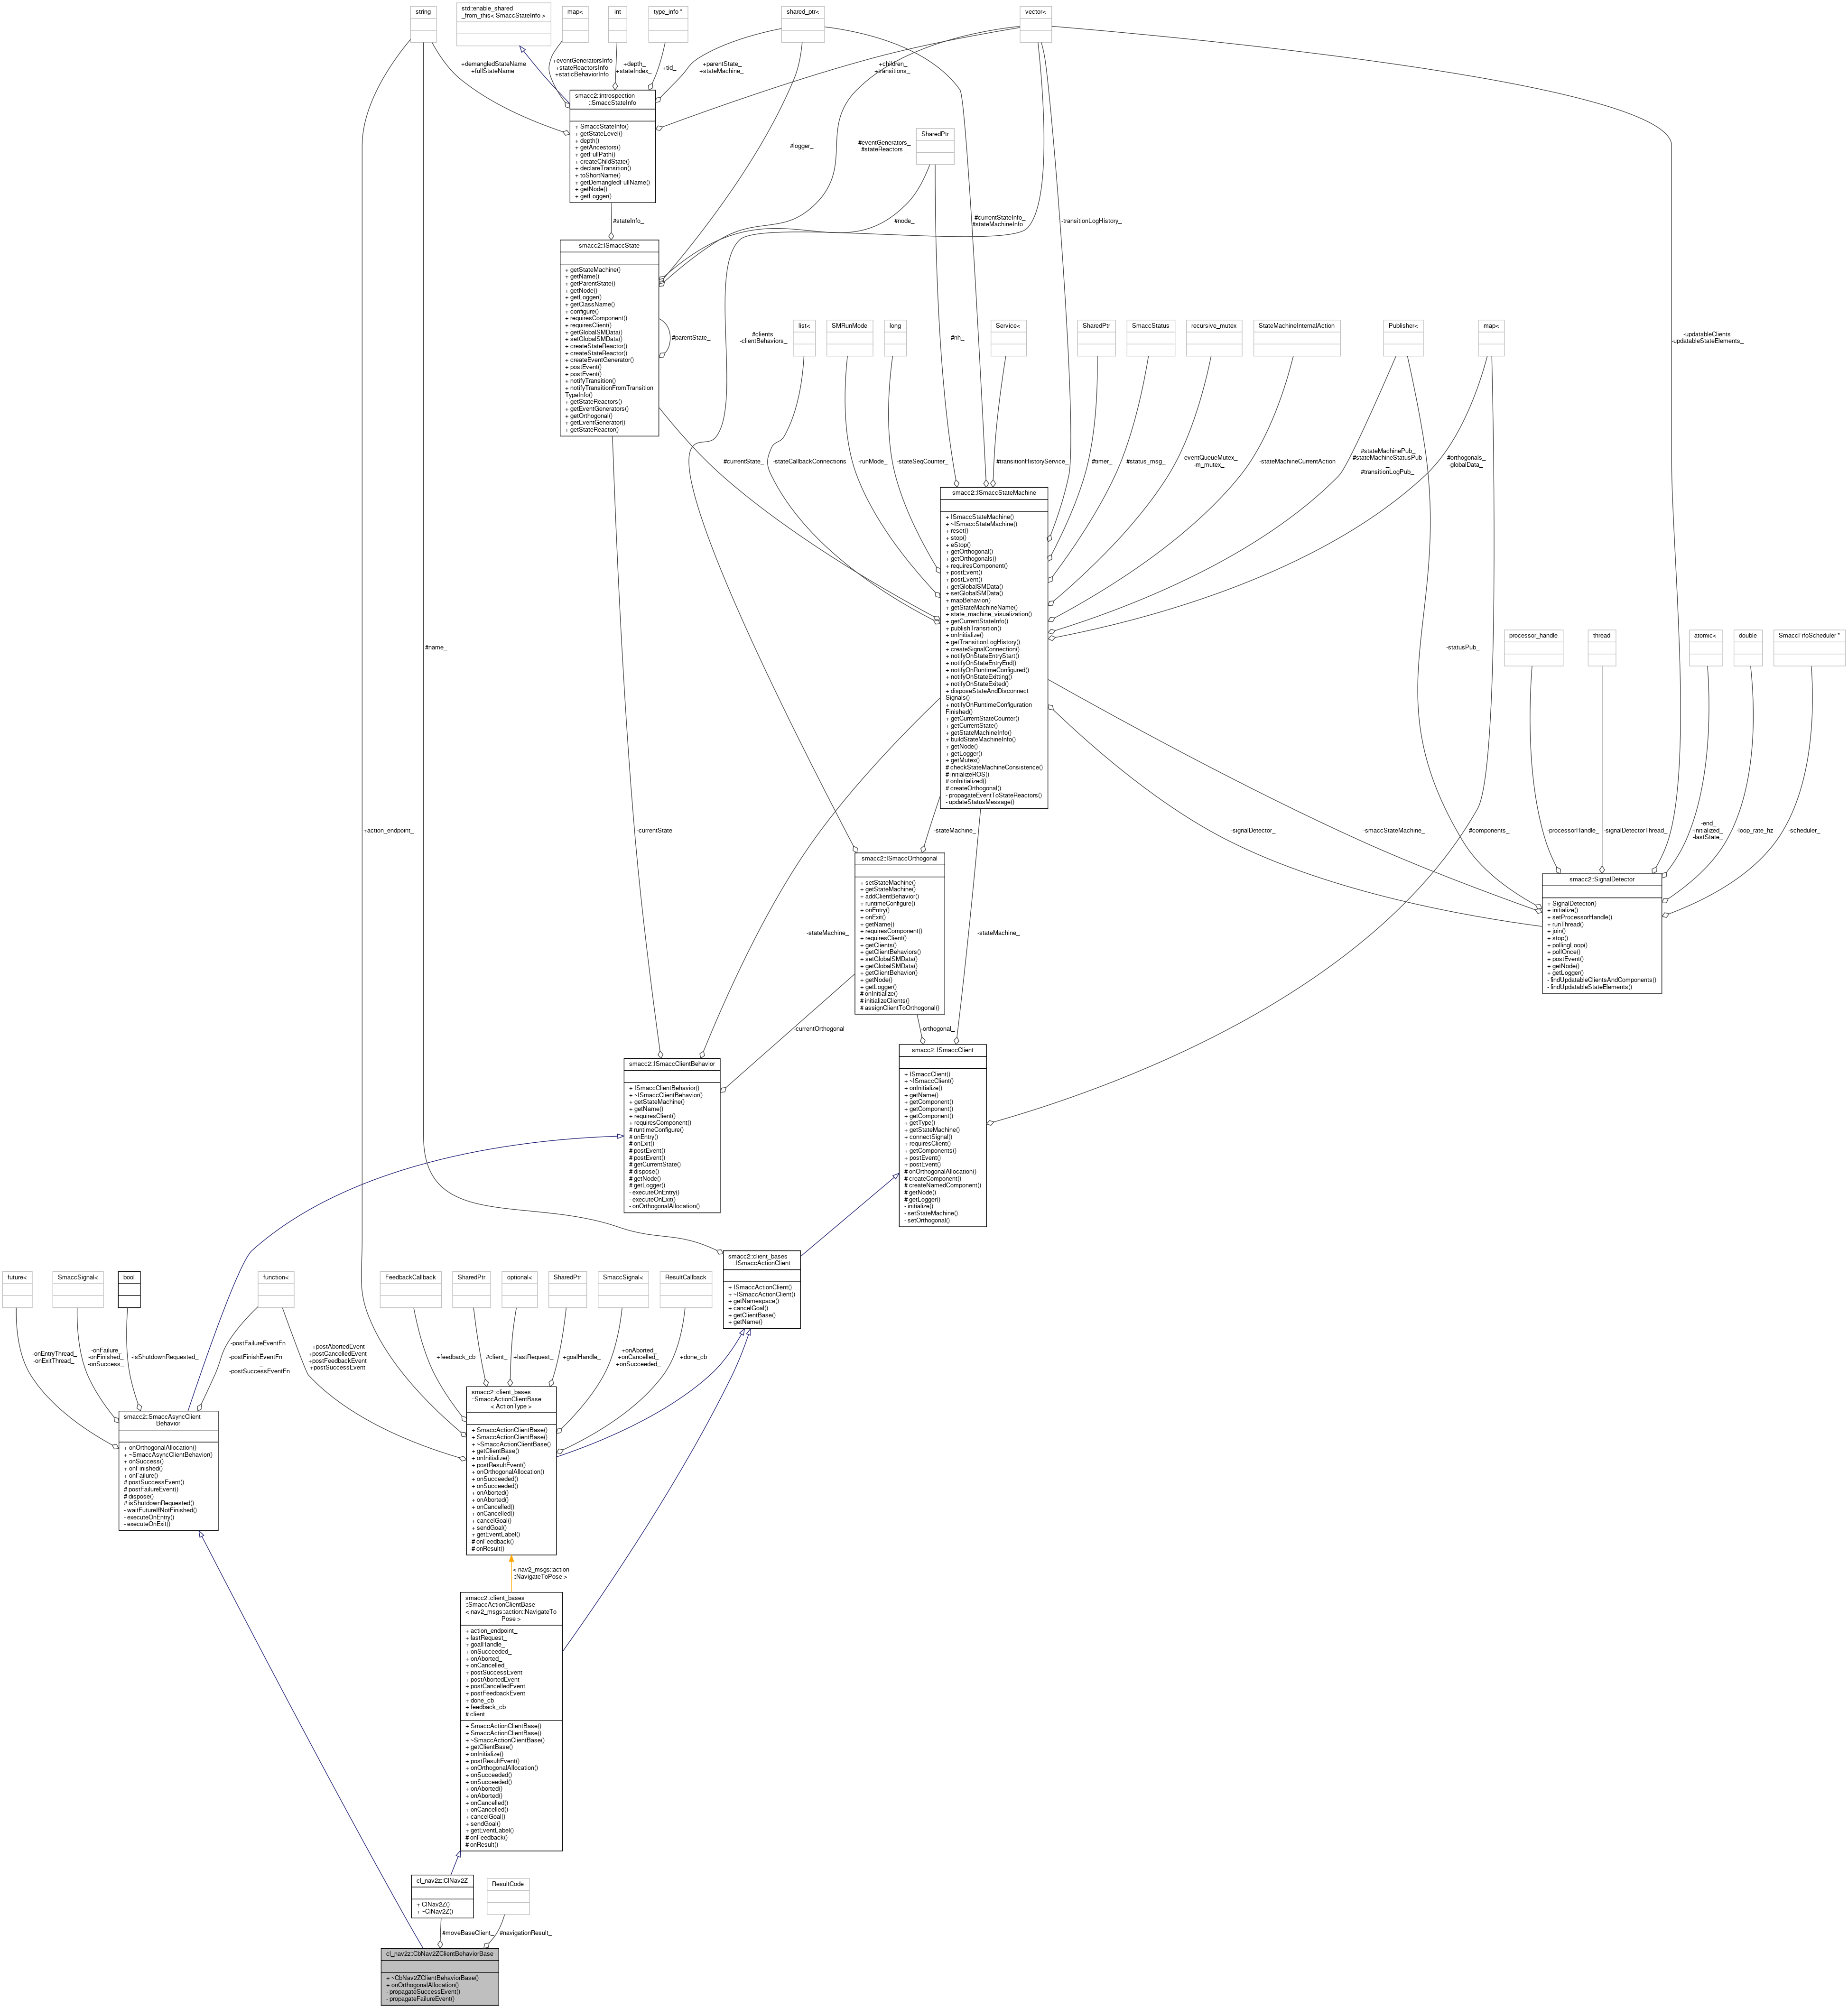 string
std::enable_shared
_from_this< SmaccStateInfo >
map<
int
type_info *
shared_ptr<
vector<
+demangledStateName
+fullStateName
+eventGeneratorsInfo
+stateReactorsInfo
+staticBehaviorInfo
+depth_
+stateIndex_
+tid_
+parentState_
+stateMachine_
+children_
+transitions_
smacc2::introspection
::SmaccStateInfo
+ SmaccStateInfo()
+ getStateLevel()
+ depth()
+ getAncestors()
+ getFullPath()
+ createChildState()
+ declareTransition()
+ toShortName()
+ getDemangledFullName()
+ getNode()
+ getLogger()
SharedPtr
#logger_
#eventGenerators_
#stateReactors_
#stateInfo_
#node_
#currentStateInfo_
#stateMachineInfo_
-transitionLogHistory_
smacc2::ISmaccState
+ getStateMachine()
+ getName()
+ getParentState()
+ getNode()
+ getLogger()
+ getClassName()
+ configure()
+ requiresComponent()
+ requiresClient()
+ getGlobalSMData()
+ setGlobalSMData()
+ createStateReactor()
+ createStateReactor()
+ createEventGenerator()
+ postEvent()
+ postEvent()
+ notifyTransition()
+ notifyTransitionFromTransition
TypeInfo()
+ getStateReactors()
+ getEventGenerators()
+ getOrthogonal()
+ getEventGenerator()
+ getStateReactor()
#parentState_
#clients_
-clientBehaviors_
list<
SMRunMode
long
#nh_
Service<
SharedPtr
SmaccStatus
recursive_mutex
StateMachineInternalAction
Publisher<
map<
-updatableClients_
-updatableStateElements_
#currentState_
-stateCallbackConnections
-runMode_
-stateSeqCounter_
#transitionHistoryService_
#timer_
#status_msg_
-eventQueueMutex_
-m_mutex_
-stateMachineCurrentAction
#stateMachinePub_
#stateMachineStatusPub
_
#transitionLogPub_
#orthogonals_
-globalData_
smacc2::ISmaccStateMachine
+ ISmaccStateMachine()
+ ~ISmaccStateMachine()
+ reset()
+ stop()
+ eStop()
+ getOrthogonal()
+ getOrthogonals()
+ requiresComponent()
+ postEvent()
+ postEvent()
+ getGlobalSMData()
+ setGlobalSMData()
+ mapBehavior()
+ getStateMachineName()
+ state_machine_visualization()
+ getCurrentStateInfo()
+ publishTransition()
+ onInitialize()
+ getTransitionLogHistory()
+ createSignalConnection()
+ notifyOnStateEntryStart()
+ notifyOnStateEntryEnd()
+ notifyOnRuntimeConfigured()
+ notifyOnStateExitting()
+ notifyOnStateExited()
+ disposeStateAndDisconnect
Signals()
+ notifyOnRuntimeConfiguration
Finished()
+ getCurrentStateCounter()
+ getCurrentState()
+ getStateMachineInfo()
+ buildStateMachineInfo()
+ getNode()
+ getLogger()
+ getMutex()
# checkStateMachineConsistence()
# initializeROS()
# onInitialized()
# createOrthogonal()
- propagateEventToStateReactors()
- updateStatusMessage()
#name_
-statusPub_
processor_handle
thread
atomic<
double
SmaccFifoScheduler *
+action_endpoint_
-currentState
-stateMachine_
-signalDetector_
-smaccStateMachine_
#components_
-processorHandle_
-signalDetectorThread_
-end_
-initialized_
-lastState_
-loop_rate_hz
-scheduler_
smacc2::ISmaccOrthogonal
+ setStateMachine()
+ getStateMachine()
+ addClientBehavior()
+ runtimeConfigure()
+ onEntry()
+ onExit()
+ getName()
+ requiresComponent()
+ requiresClient()
+ getClients()
+ getClientBehaviors()
+ setGlobalSMData()
+ getGlobalSMData()
+ getClientBehavior()
+ getNode()
+ getLogger()
# onInitialize()
# initializeClients()
# assignClientToOrthogonal()
smacc2::SignalDetector
+ SignalDetector()
+ initialize()
+ setProcessorHandle()
+ runThread()
+ join()
+ stop()
+ pollingLoop()
+ pollOnce()
+ postEvent()
+ getNode()
+ getLogger()
- findUpdatableClientsAndComponents()
- findUpdatableStateElements()
-stateMachine_
-stateMachine_
-currentOrthogonal
-orthogonal_
smacc2::ISmaccClientBehavior
+ ISmaccClientBehavior()
+ ~ISmaccClientBehavior()
+ getStateMachine()
+ getName()
+ requiresClient()
+ requiresComponent()
# runtimeConfigure()
# onEntry()
# onExit()
# postEvent()
# postEvent()
# getCurrentState()
# dispose()
# getNode()
# getLogger()
- executeOnEntry()
- executeOnExit()
- onOrthogonalAllocation()
smacc2::ISmaccClient
+ ISmaccClient()
+ ~ISmaccClient()
+ onInitialize()
+ getName()
+ getComponent()
+ getComponent()
+ getComponent()
+ getType()
+ getStateMachine()
+ connectSignal()
+ requiresClient()
+ getComponents()
+ postEvent()
+ postEvent()
# onOrthogonalAllocation()
# createComponent()
# createNamedComponent()
# getNode()
# getLogger()
- initialize()
- setStateMachine()
- setOrthogonal()
smacc2::client_bases
::ISmaccActionClient
+ ISmaccActionClient()
+ ~ISmaccActionClient()
+ getNamespace()
+ cancelGoal()
+ getClientBase()
+ getName()
future<
SmaccSignal<
bool
function<
FeedbackCallback
SharedPtr
optional<
SharedPtr
SmaccSignal<
ResultCallback
-onEntryThread_
-onExitThread_
-onFailure_
-onFinished_
-onSuccess_
-isShutdownRequested_
-postFailureEventFn
_
-postFinishEventFn
_
-postSuccessEventFn_
+postAbortedEvent
+postCancelledEvent
+postFeedbackEvent
+postSuccessEvent
+feedback_cb
#client_
+lastRequest_
+goalHandle_
+onAborted_
+onCancelled_
+onSucceeded_
+done_cb
smacc2::SmaccAsyncClient
Behavior
+ onOrthogonalAllocation()
+ ~SmaccAsyncClientBehavior()
+ onSuccess()
+ onFinished()
+ onFailure()
# postSuccessEvent()
# postFailureEvent()
# dispose()
# isShutdownRequested()
- waitFutureIfNotFinished()
- executeOnEntry()
- executeOnExit()
smacc2::client_bases
::SmaccActionClientBase
< ActionType >
+ SmaccActionClientBase()
+ SmaccActionClientBase()
+ ~SmaccActionClientBase()
+ getClientBase()
+ onInitialize()
+ postResultEvent()
+ onOrthogonalAllocation()
+ onSucceeded()
+ onSucceeded()
+ onAborted()
+ onAborted()
+ onCancelled()
+ onCancelled()
+ cancelGoal()
+ sendGoal()
+ getEventLabel()
# onFeedback()
# onResult()
< nav2_msgs::action
::NavigateToPose >
smacc2::client_bases
::SmaccActionClientBase
< nav2_msgs::action::NavigateTo
Pose >
+ action_endpoint_
+ lastRequest_
+ goalHandle_
+ onSucceeded_
+ onAborted_
+ onCancelled_
+ postSuccessEvent
+ postAbortedEvent
+ postCancelledEvent
+ postFeedbackEvent
+ done_cb
+ feedback_cb
# client_
+ SmaccActionClientBase()
+ SmaccActionClientBase()
+ ~SmaccActionClientBase()
+ getClientBase()
+ onInitialize()
+ postResultEvent()
+ onOrthogonalAllocation()
+ onSucceeded()
+ onSucceeded()
+ onAborted()
+ onAborted()
+ onCancelled()
+ onCancelled()
+ cancelGoal()
+ sendGoal()
+ getEventLabel()
# onFeedback()
# onResult()
cl_nav2z::ClNav2Z
+ ClNav2Z()
+ ~ClNav2Z()
ResultCode
#moveBaseClient_
#navigationResult_
cl_nav2z::CbNav2ZClientBehaviorBase
+ ~CbNav2ZClientBehaviorBase()
+ onOrthogonalAllocation()
- propagateSuccessEvent()
- propagateFailureEvent()